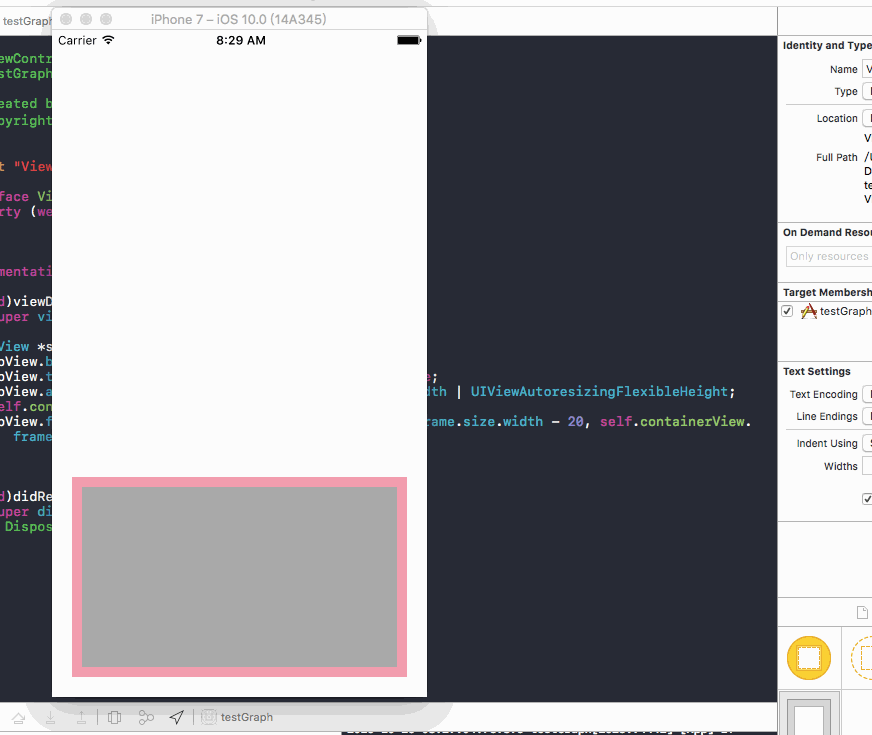 testGraph
iPhone 7 – iOS 10.0 (14A345)
Carrier
8:29 AM
ewContr
stGraph
eated b
pyright
t "View
face Vi
rty (we
mentati
d)viewD
uper vi
View *s
oView.b
oView.t
e;
oView.a
dth | UIViewAutoresizingFlexibleHeight;
elf.con
oView.f
rame.size.width - 20, self.containerView.
frame
d)didRe
uper di
Dispos
testGraph
Identity and Type
Name
Type
Location
Full Path
On Demand Resou
Only resources
Target Membersh
testGraph
Text Settings
Text Encoding
Line Endings
Indent Using
Widths